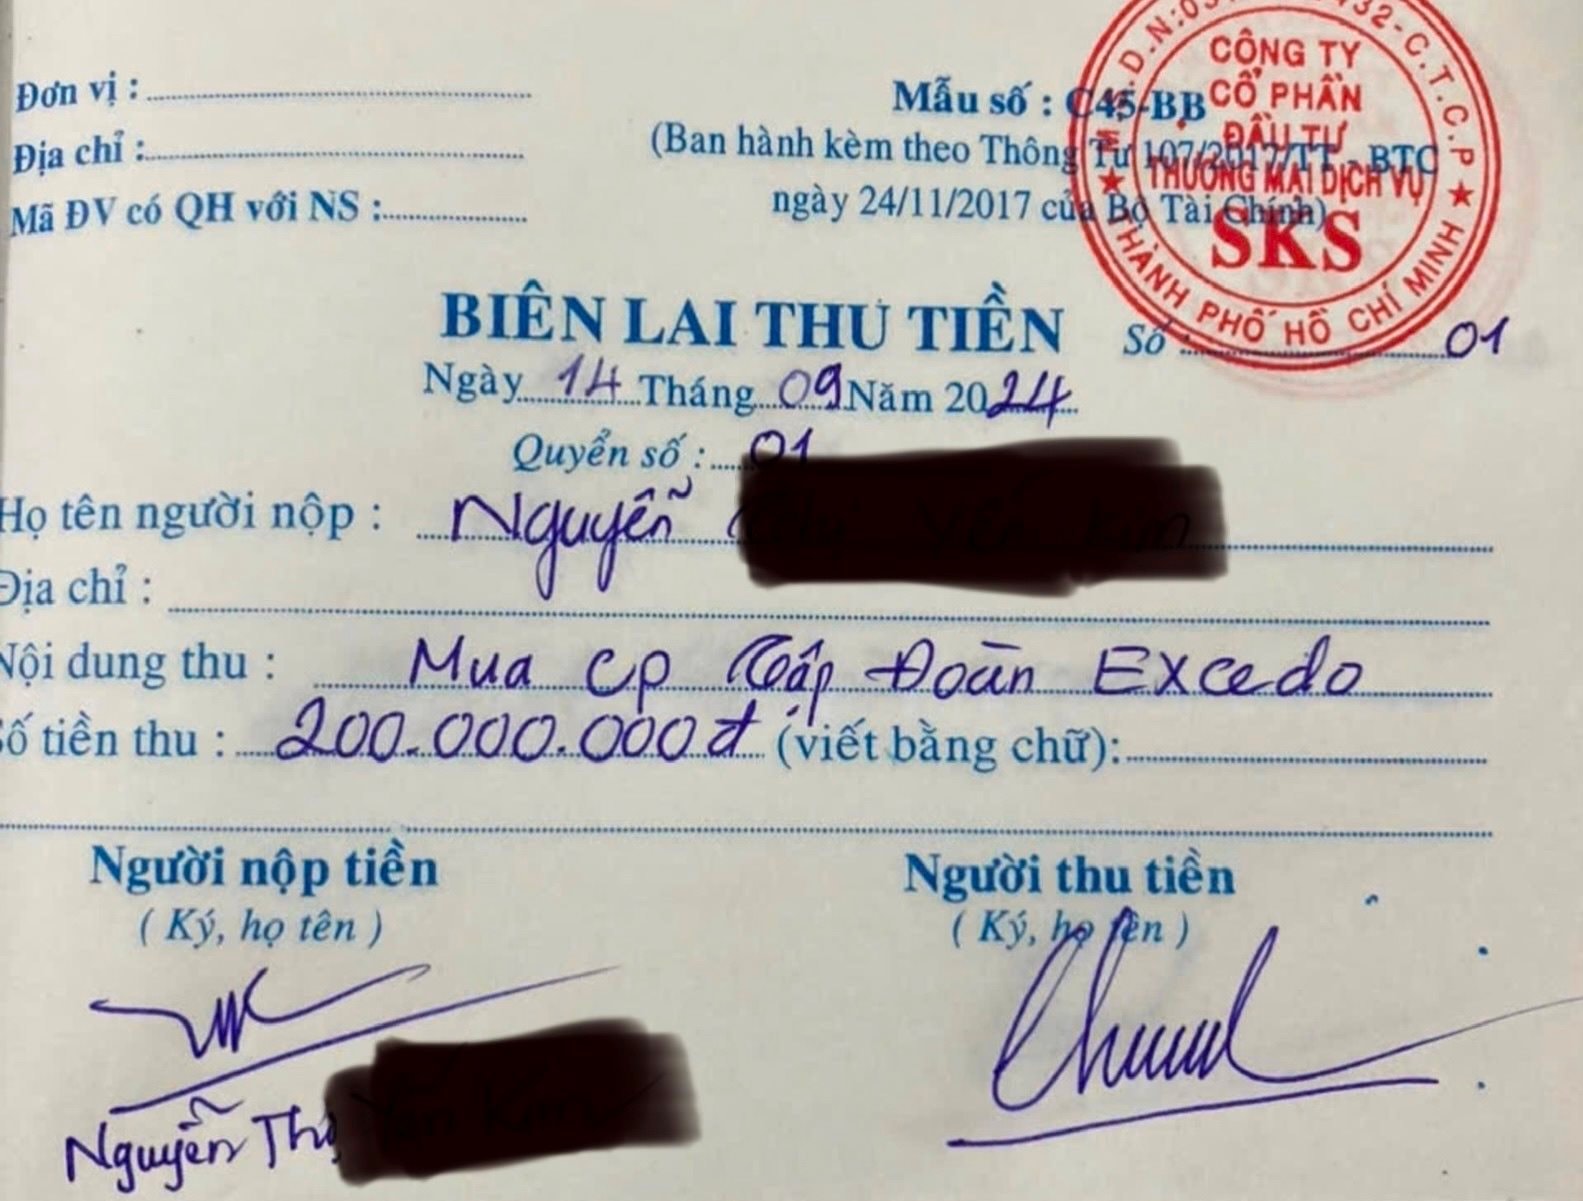 Đơn vị :
Địa chỉ :
Mã ĐV có QH với NS :
Mẫu số : C45-BB
(Ban hành kèm theo Thông Tư 107/2017/TT - BTC
ngày 24/11/2017 của Bộ Tài Chính)
CÔNG TY
CỔ PHẦN
ĐẦU TƯ
THƯƠNG MẠI DỊCH VỤ
SKS
THÀNH PHỐ HỒ CHÍ MINH
BIÊN LAI THU TIỀN
Số : 01
Ngày 14 Tháng 09 Năm 2024
Quyển số : 01
Họ tên người nộp : Nguyễn
Địa chỉ :
Nội dung thu : Mua CP Tập Đoàn Excedo
Số tiền thu : 200.000.000đ (viết bằng chữ):
Người nộp tiền
Người thu tiền
( Ký, họ tên )
( Ký, họ tên )
Nguyễn Thị